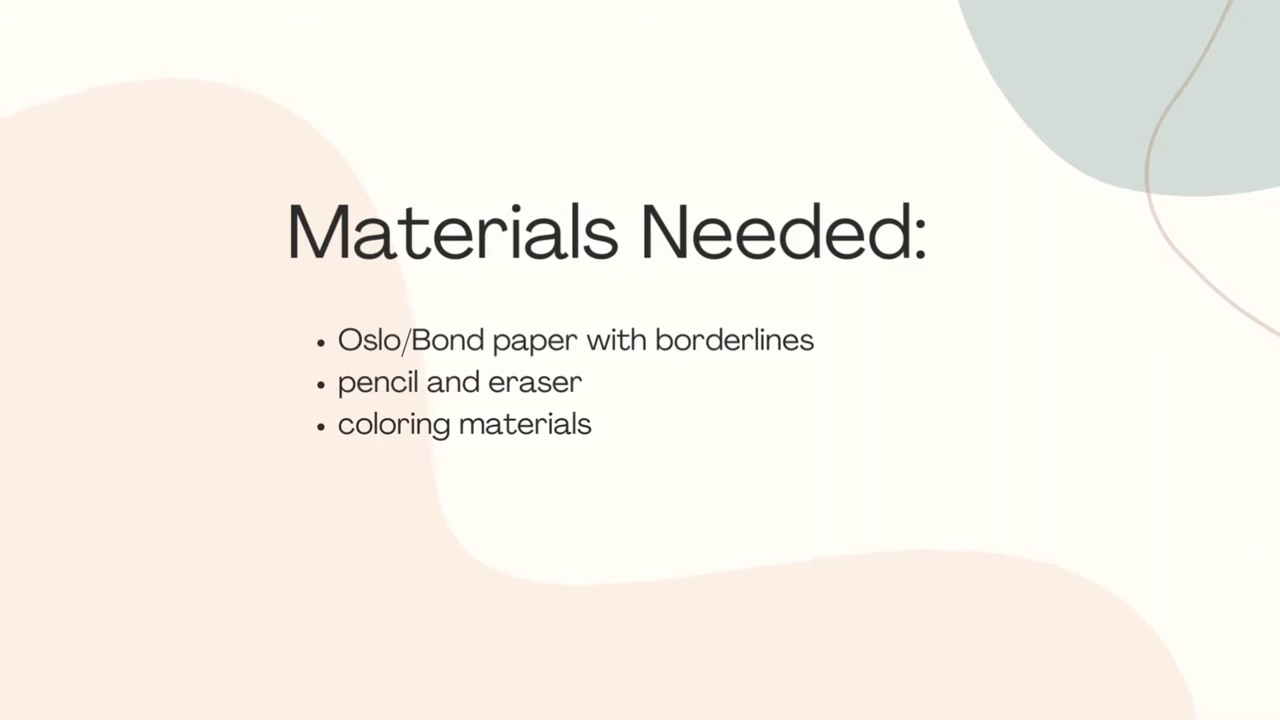 Materials Needed:
• Oslo/Bond paper with borderlines
• pencil and eraser
• coloring materials